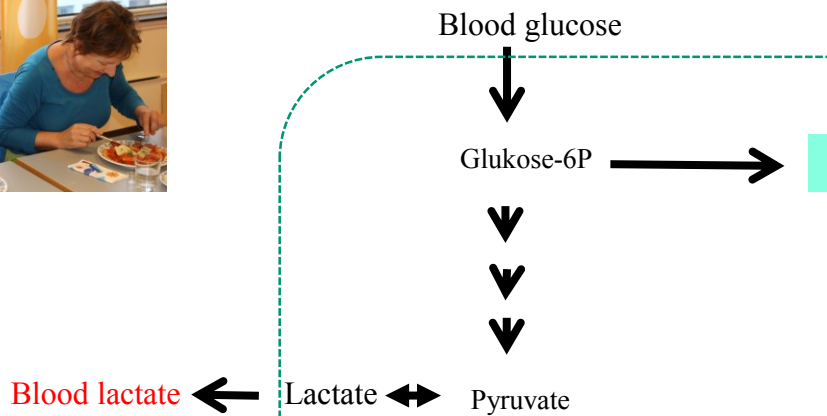 Blood glucose
Glukose-6P
Blood lactate
Lactate
Pyruvate